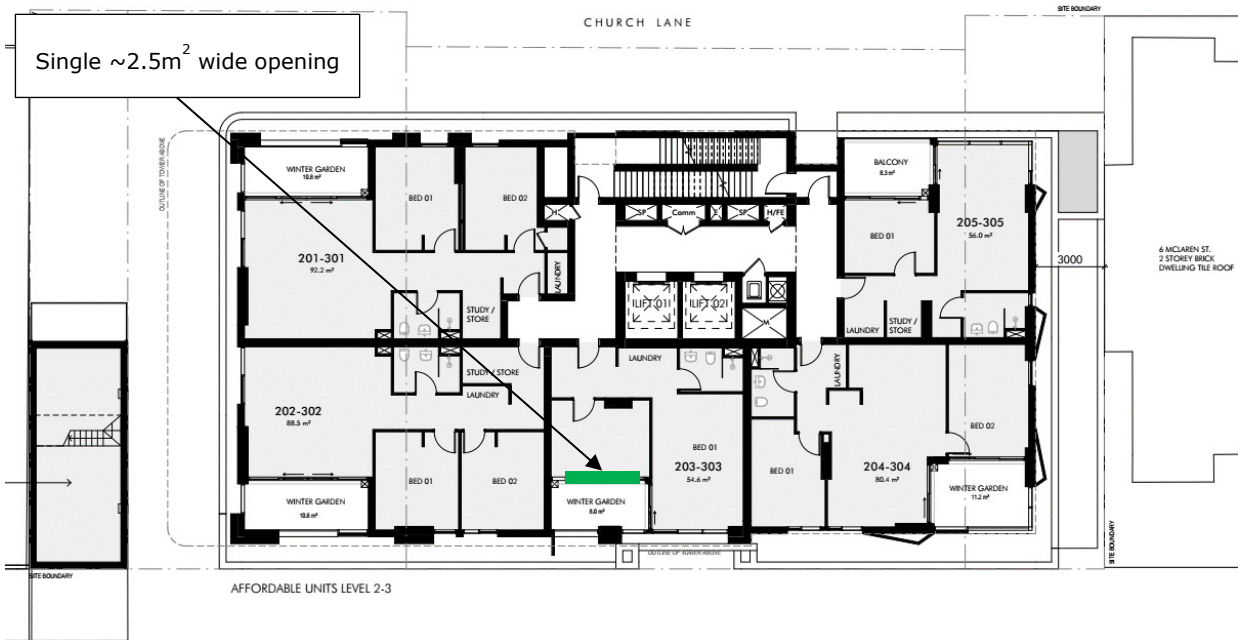 CHURCH LANE
SITE BOUNDARY
Single ~2.5m² wide opening
OUTLINE OF TOWER ABOVE
WINTER GARDEN
10.8 m²
BED 01
BED 02
H
SP
Comm
E
SP
H/FE
BALCONY
8.3 m²
BED 01
205-305
56.0 m²
3000
6 MCLAREN ST.
2 STOREY BRICK
DWELLING TILE ROOF
201-301
92.2 m²
LAUNDRY
STUDY /
STORE
LIFT 01
LIFT 02
M
LAUNDRY
STUDY /
STORE
202-302
88.5 m²
STUDY / STORE
LAUNDRY
LAUNDRY
LAUNDRY
BED 01
BED 02
BED 01
203-303
54.6 m²
BED 01
204-304
80.4 m²
BED 02
WINTER GARDEN
10.8 m²
WINTER GARDEN
8.0 m²
WINTER GARDEN
11.2 m²
OUTLINE OF TOWER ABOVE
SITE BOUNDARY
SITE BOUNDARY
AFFORDABLE UNITS LEVEL 2-3